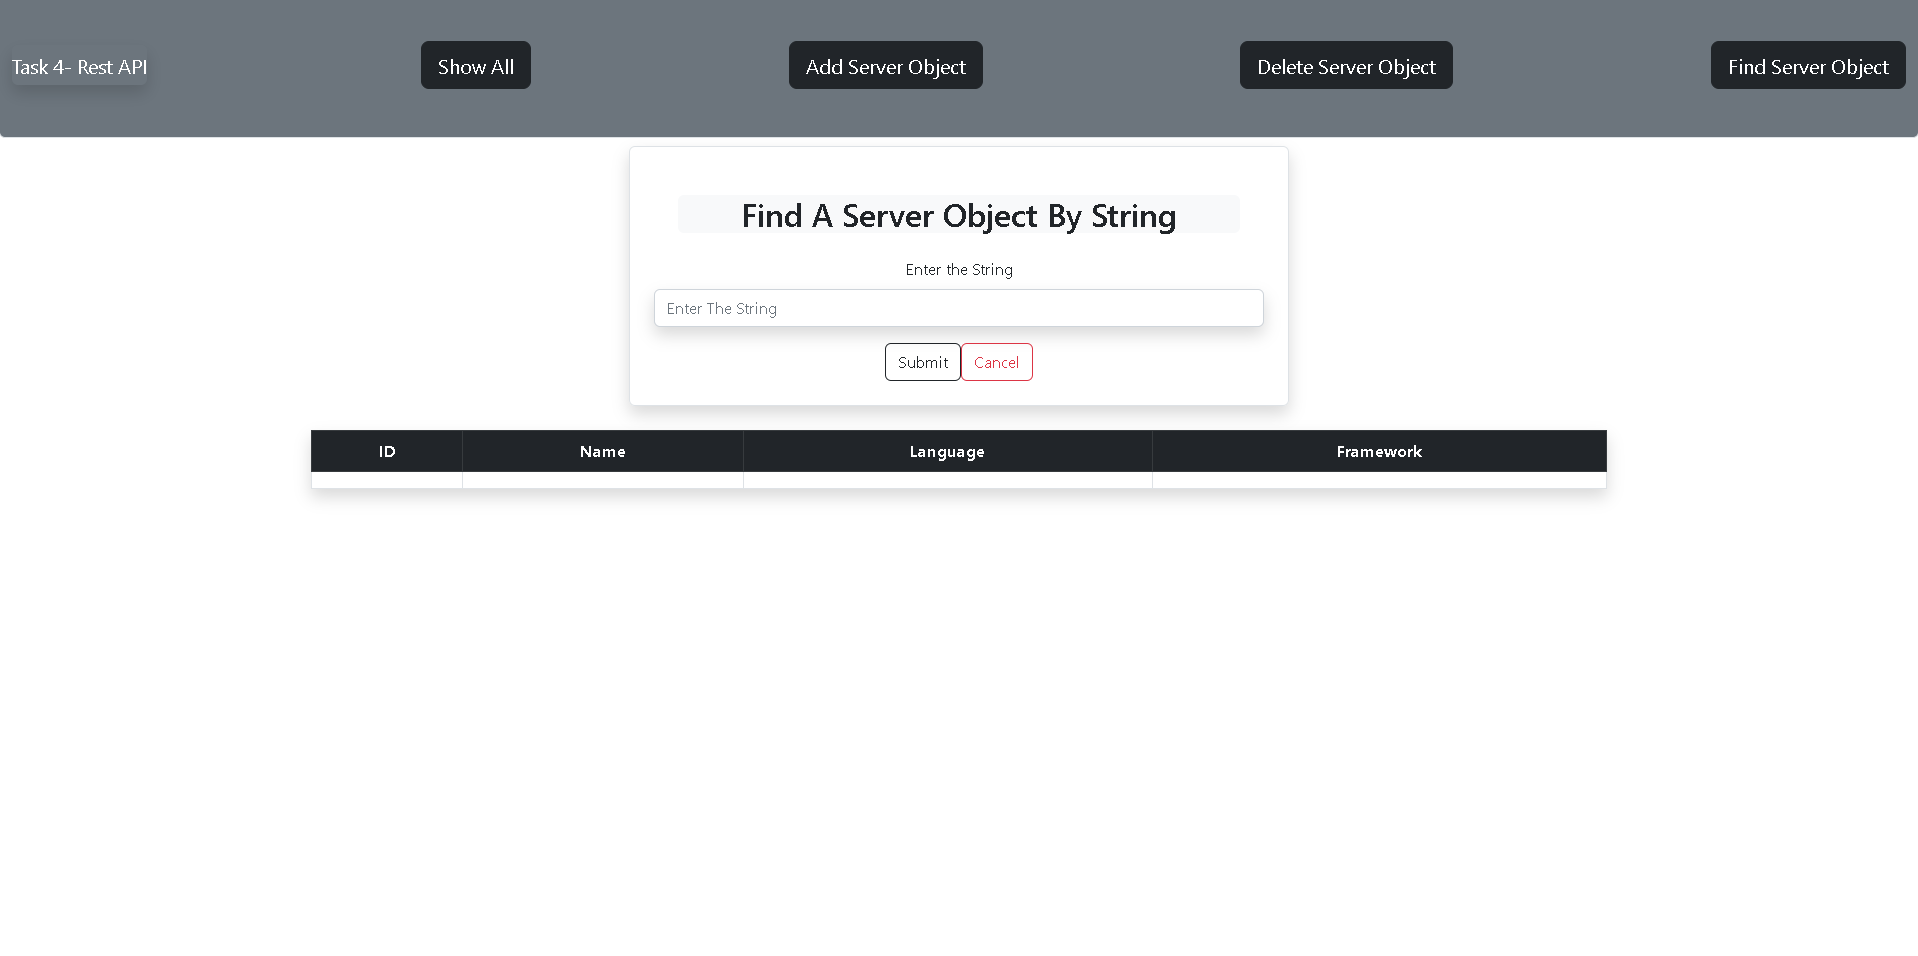 Task 4- Rest API
Show All
Add Server Object
Delete Server Object
Find Server Object
Find A Server Object By String
Enter the String
Enter The String
Submit Cancel
ID Name Language Framework